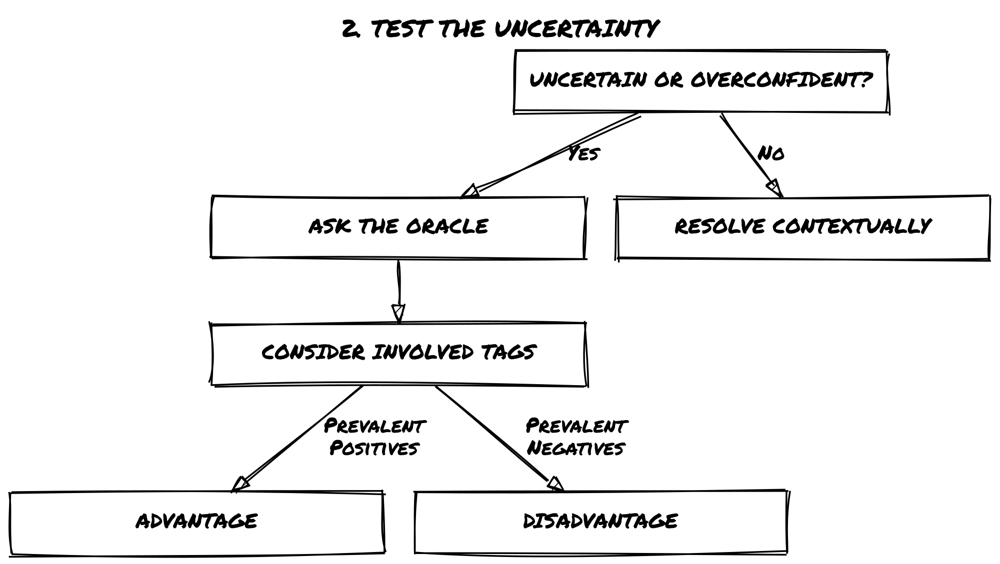 2. TEST THE UNCERTAINTY
UNCERTAIN OR OVERCONFIDENT?
YES
NO
ASK THE ORACLE
RESOLVE CONTEXTUALLY
CONSIDER INVOLVED TAGS
PREVALENT
POSITIVES
PREVALENT
NEGATIVES
ADVANTAGE
DISADVANTAGE